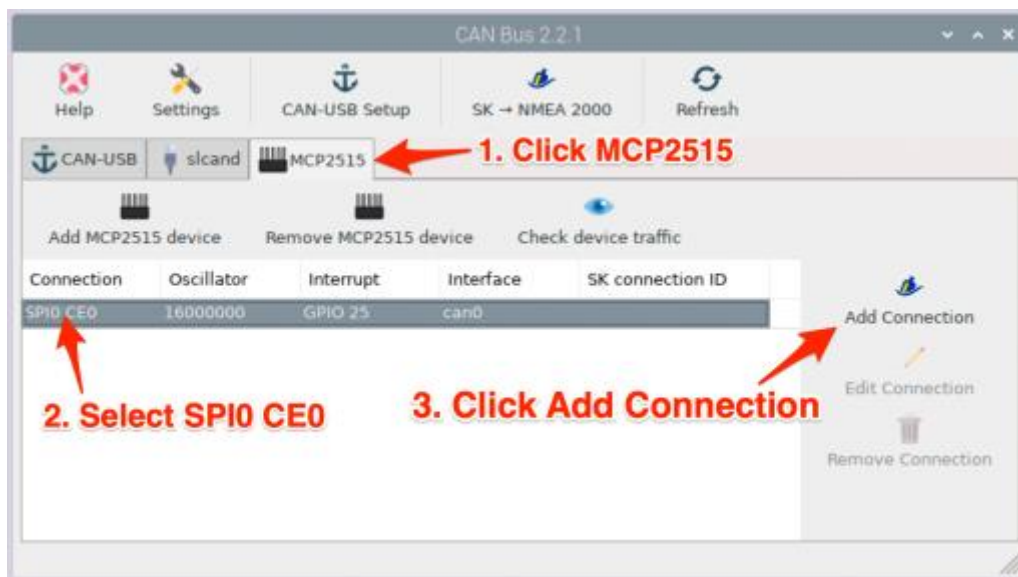 CAN Bus 2.2.1
Help
Settings
CAN-USB Setup
SK → NMEA 2000
Refresh
CAN-USB
slcand
MCP2515
1. Click MCP2515
Add MCP2515 device
Remove MCP2515 device
Check device traffic
Connection Oscillator Interrupt Interface SK connection ID
SPI0 CE0 16000000 GPIO 25 can0
Add Connection
Edit Connection
Remove Connection
2. Select SPI0 CE0
3. Click Add Connection